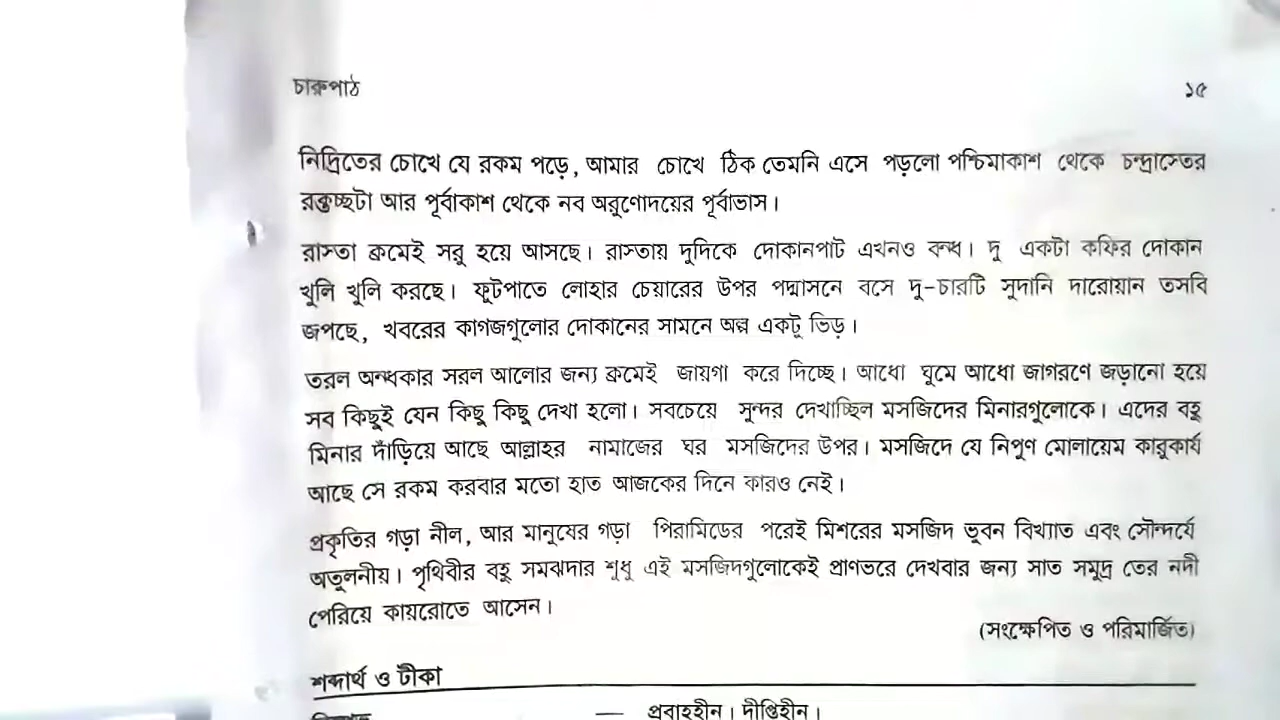 চারুপাঠ
১৫
নিদ্রিতের চোখে যে রকম পড়ে, আমার চোখে ঠিক তেমনি এসে পড়লো পশ্চিমাকাশ থেকে চন্দ্রাস্তের
রক্তচ্ছটা আর পূর্বাকাশ থেকে নব অরুণোদয়ের পূর্বাভাস।
রাস্তা ক্রমেই সরু হয়ে আসছে। রাস্তায় দুদিকে দোকানপাট এখনও বন্ধ। দু একটা কফির দোকান
খুলি খুলি করছে। ফুটপাতে লোহার চেয়ারের উপর পদ্মাসনে বসে দু-চারটি সুদানি দারোয়ান তসবি
জপছে, খবরের কাগজগুলোর দোকানের সামনে অল্প একটু ভিড়।
তরল অন্ধকার সরল আলোর জন্য ক্রমেই জায়গা করে দিচ্ছে। আধো ঘুমে আধো জাগরণে জড়ানো হয়ে
সব কিছুই যেন কিছু কিছু দেখা হলো। সবচেয়ে সুন্দর দেখাচ্ছিল মসজিদের মিনারগুলোকে। এদের বহু
মিনার দাঁড়িয়ে আছে আল্লাহর নামাজের ঘর মসজিদের উপর। মসজিদে যে নিপুণ মোলায়েম কারুকার্য
আছে সে রকম করবার মতো হাত আজকের দিনে কারও নেই।
প্রকৃতির গড়া নীল, আর মানুষের গড়া পিরামিডের পরেই মিশরের মসজিদ ভুবন বিখ্যাত এবং সৌন্দর্যে
অতুলনীয়। পৃথিবীর বহু সমঝদার শুধু এই মসজিদগুলোকেই প্রাণভরে দেখবার জন্য সাত সমুদ্র তের নদী
পেরিয়ে কায়রোতে আসেন।
(সংক্ষেপিত ও পরিমার্জিত)
শব্দার্থ ও টীকা
— প্রবাহহীন। দীপ্তিহীন।